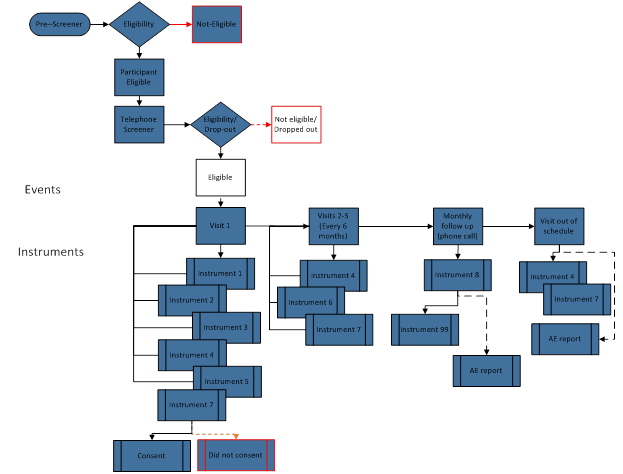 Pre--Screener
Eligibility
Not-Eligible
Participant
Eligible
Telephone
Screener
Eligibility/
Drop-out
Not eligible/
Dropped out
Eligible
Events
Visit 1
Visits 2-5
(Every 6
months)
Monthly
follow up
(phone call)
Visit out of
schedule
Instruments
Instrument 1
Instrument 2
Instrument 3
Instrument 4
Instrument 5
Instrument 7
Consent
Did not consent
Instrument 4
Instrument 6
Instrument 7
Instrument 8
Instrument 99
AE report
Instrument 4
Instrument 7
AE report